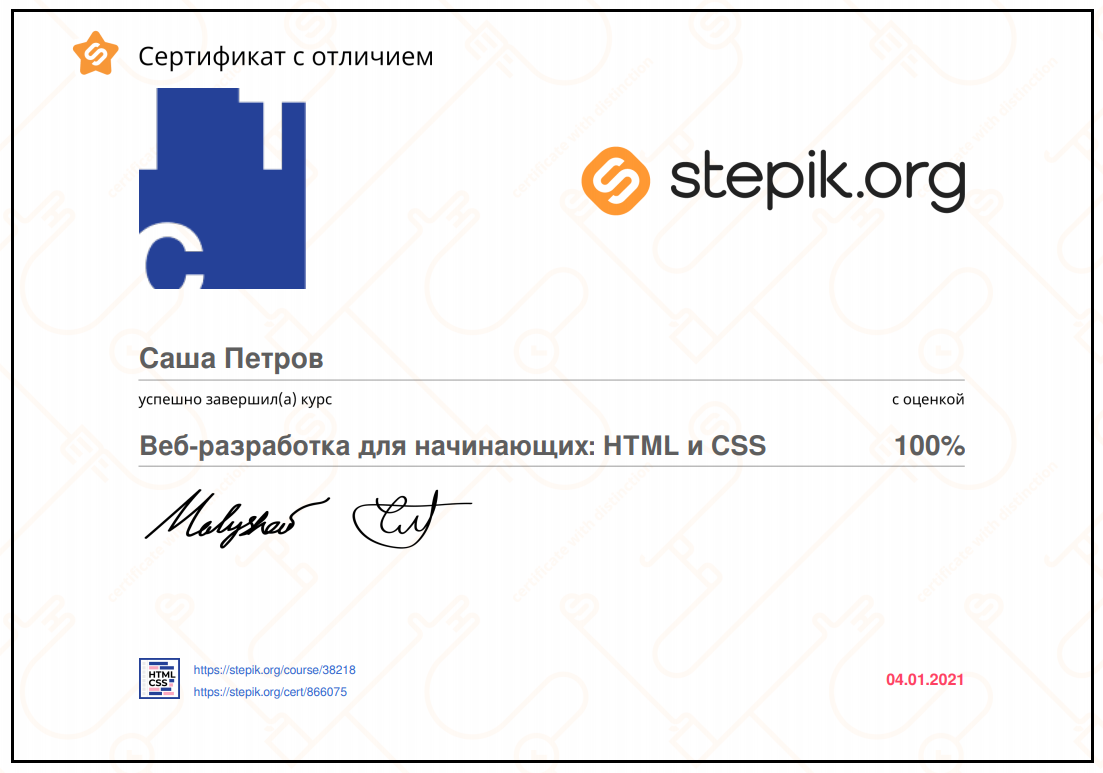 Сертификат с отличием
stepik.org
Саша Петров
успешно завершил(а) курс
с оценкой
Веб-разработка для начинающих: HTML и CSS
100%
HTML
CSS
https://stepik.org/course/38218
https://stepik.org/cert/866075
04.01.2021